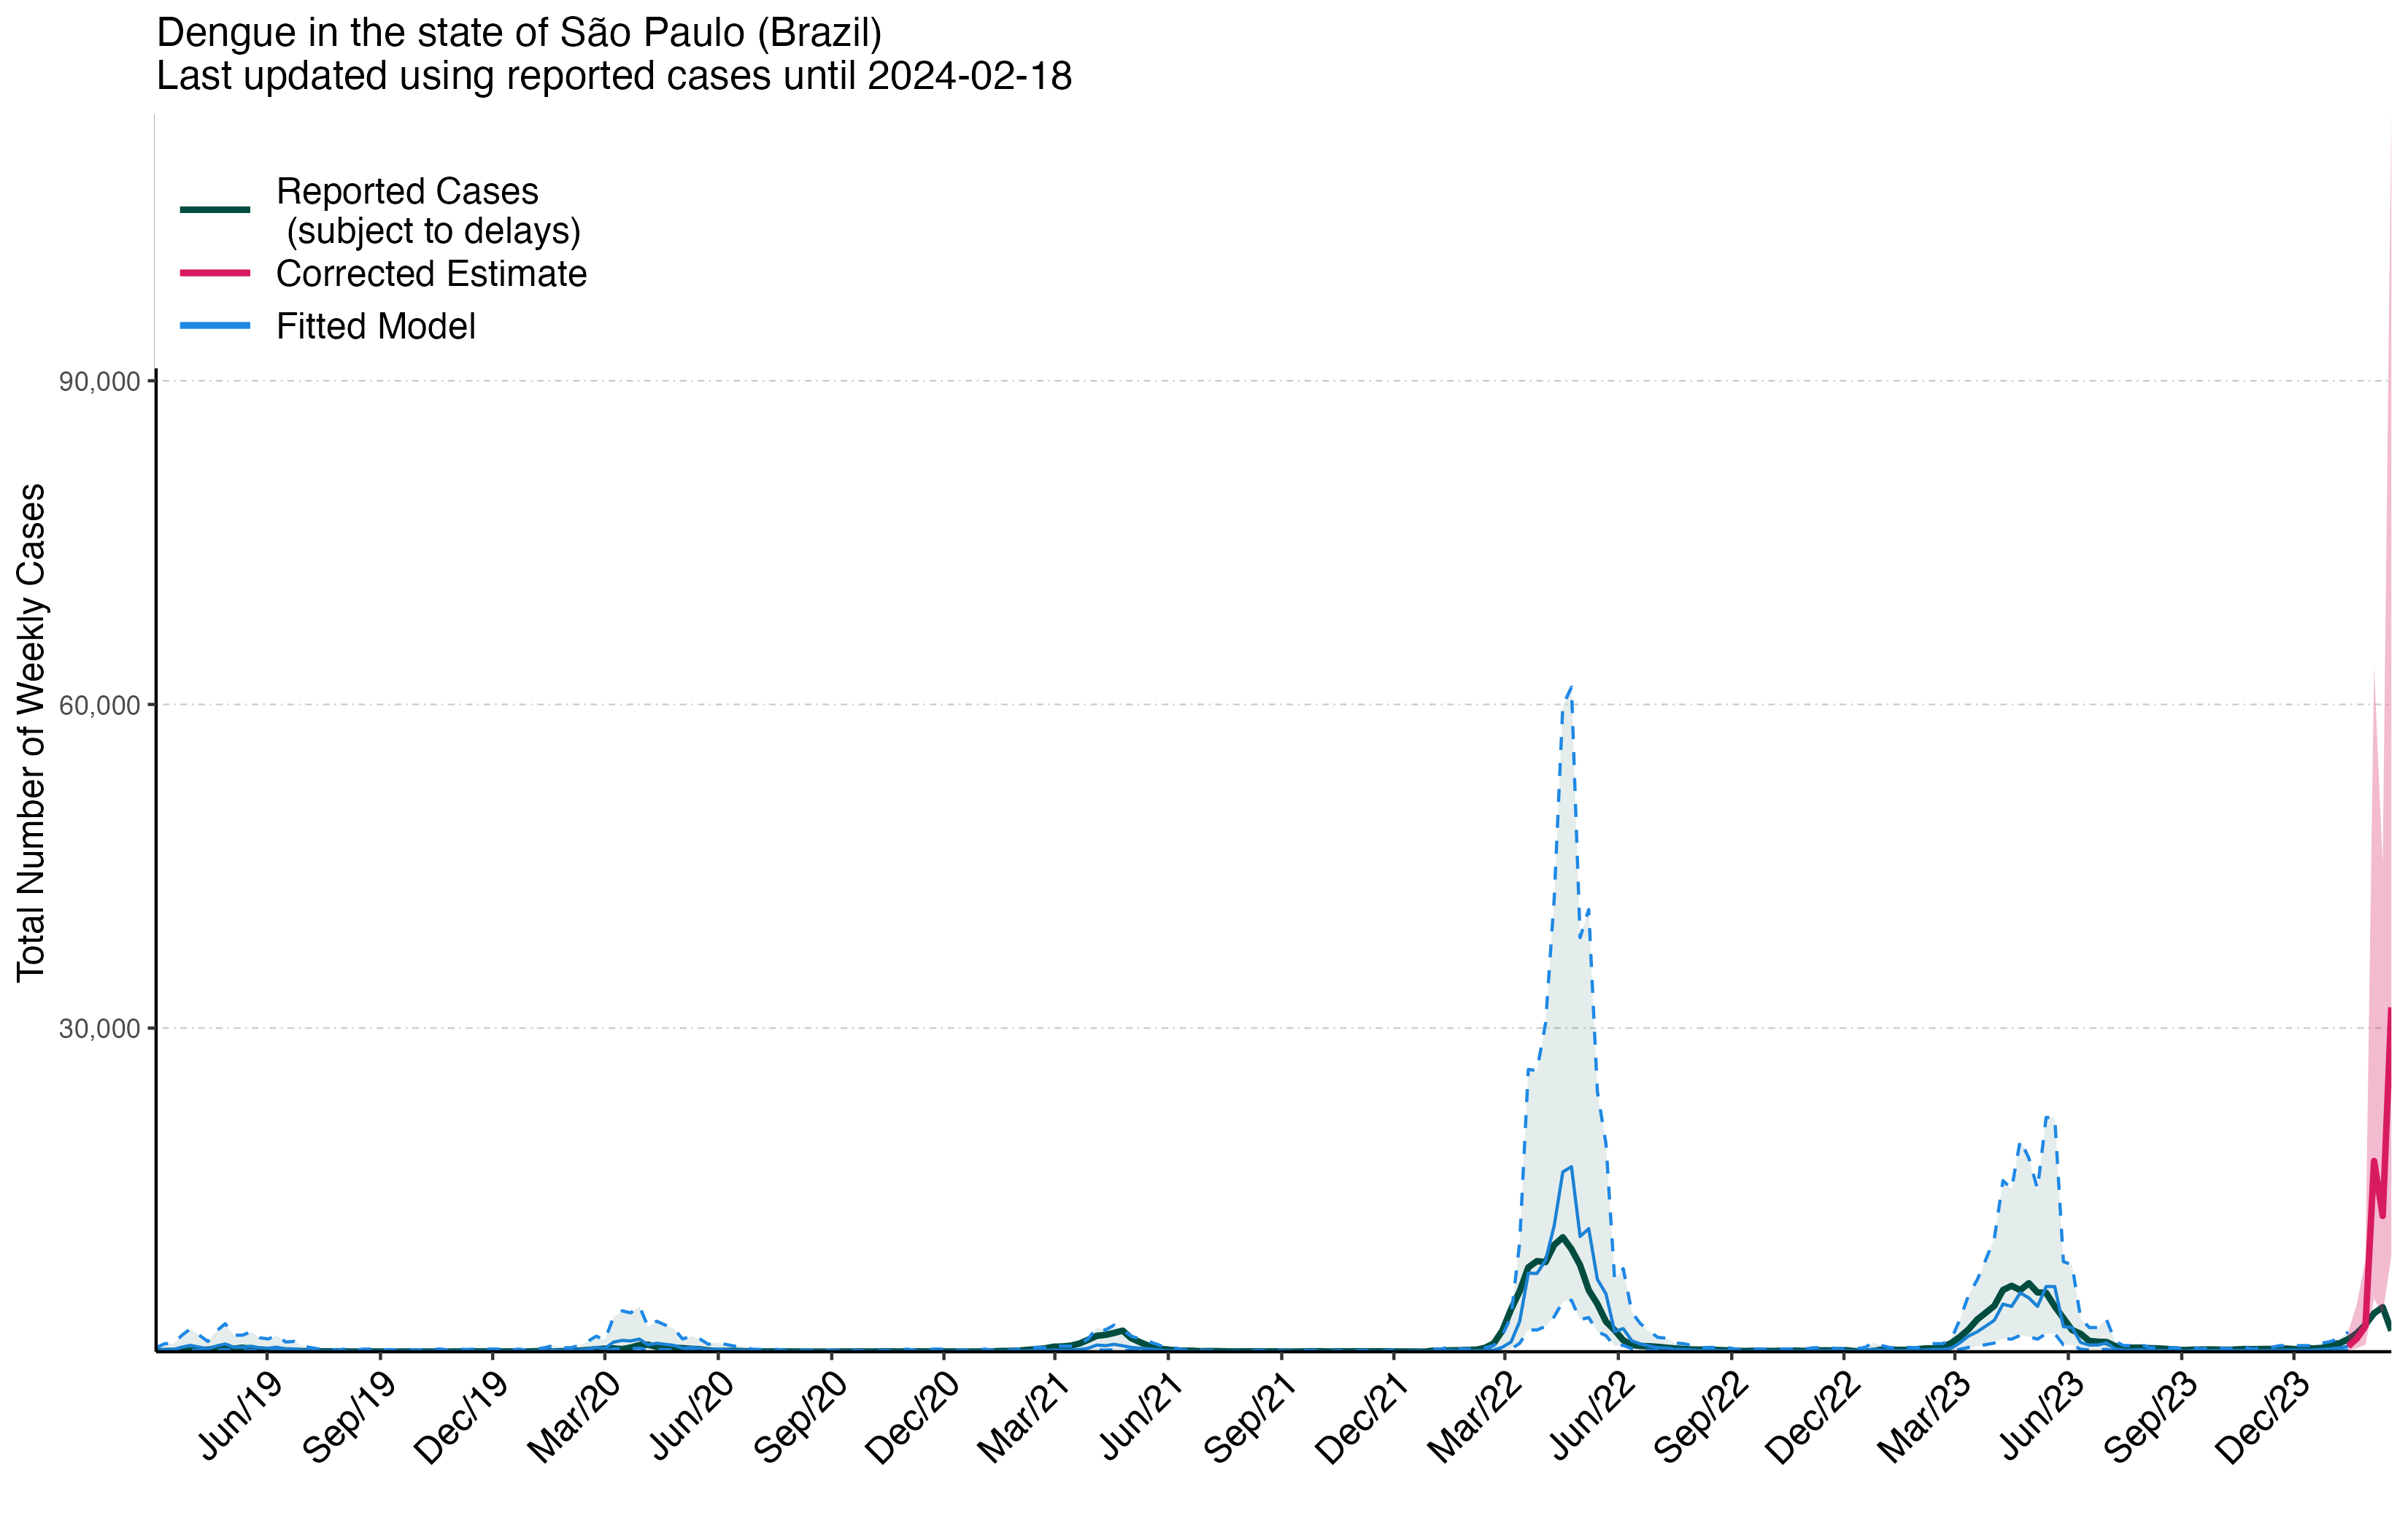 Dengue in the state of São Paulo (Brazil)
Last updated using reported cases until 2024-02-18
Reported Cases
(subject to delays)
Corrected Estimate
Fitted Model
Total Number of Weekly Cases
90,000
60,000
30,000
Jun/19
Sep/19
Dec/19
Mar/20
Jun/20
Sep/20
Dec/20
Mar/21
Jun/21
Sep/21
Dec/21
Mar/22
Jun/22
Sep/22
Dec/22
Mar/23
Jun/23
Sep/23
Dec/23